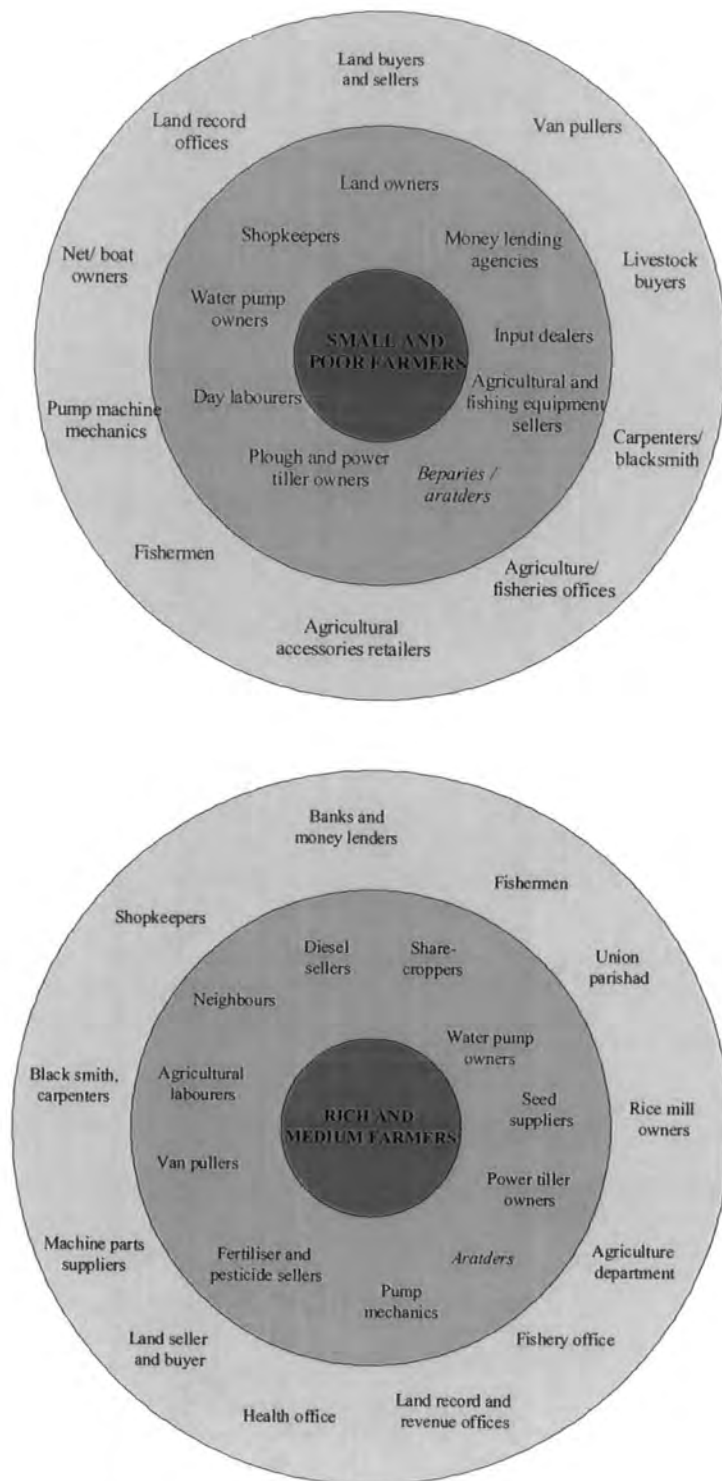 Land buyers
and sellers
Land record
offices
Van pullers
Land owners
Shopkeepers
Money lending
agencies
Net/ boat
owners
Livestock
buyers
Water pump
owners
Input dealers
SMALL AND
POOR FARMERS
Agricultural and
fishing equipment
sellers
Day labourers
Pump machine
mechanics
Carpenters/
blacksmith
Plough and power
tiller owners
Beparies /
aratders
Fishermen
Agriculture/
fisheries offices
Agricultural
accessories retailers
Banks and
money lenders
Fishermen
Shopkeepers
Diesel
sellers
Share-
croppers
Union
parishad
Neighbours
Water pump
owners
Black smith,
carpenters
Agricultural
labourers
Seed
suppliers
Rice mill
owners
RICH AND
MEDIUM FARMERS
Van pullers
Power tiller
owners
Machine parts
suppliers
Fertiliser and
pesticide sellers
Aratders
Agriculture
department
Pump
mechanics
Land seller
and buyer
Fishery office
Health office
Land record and
revenue offices